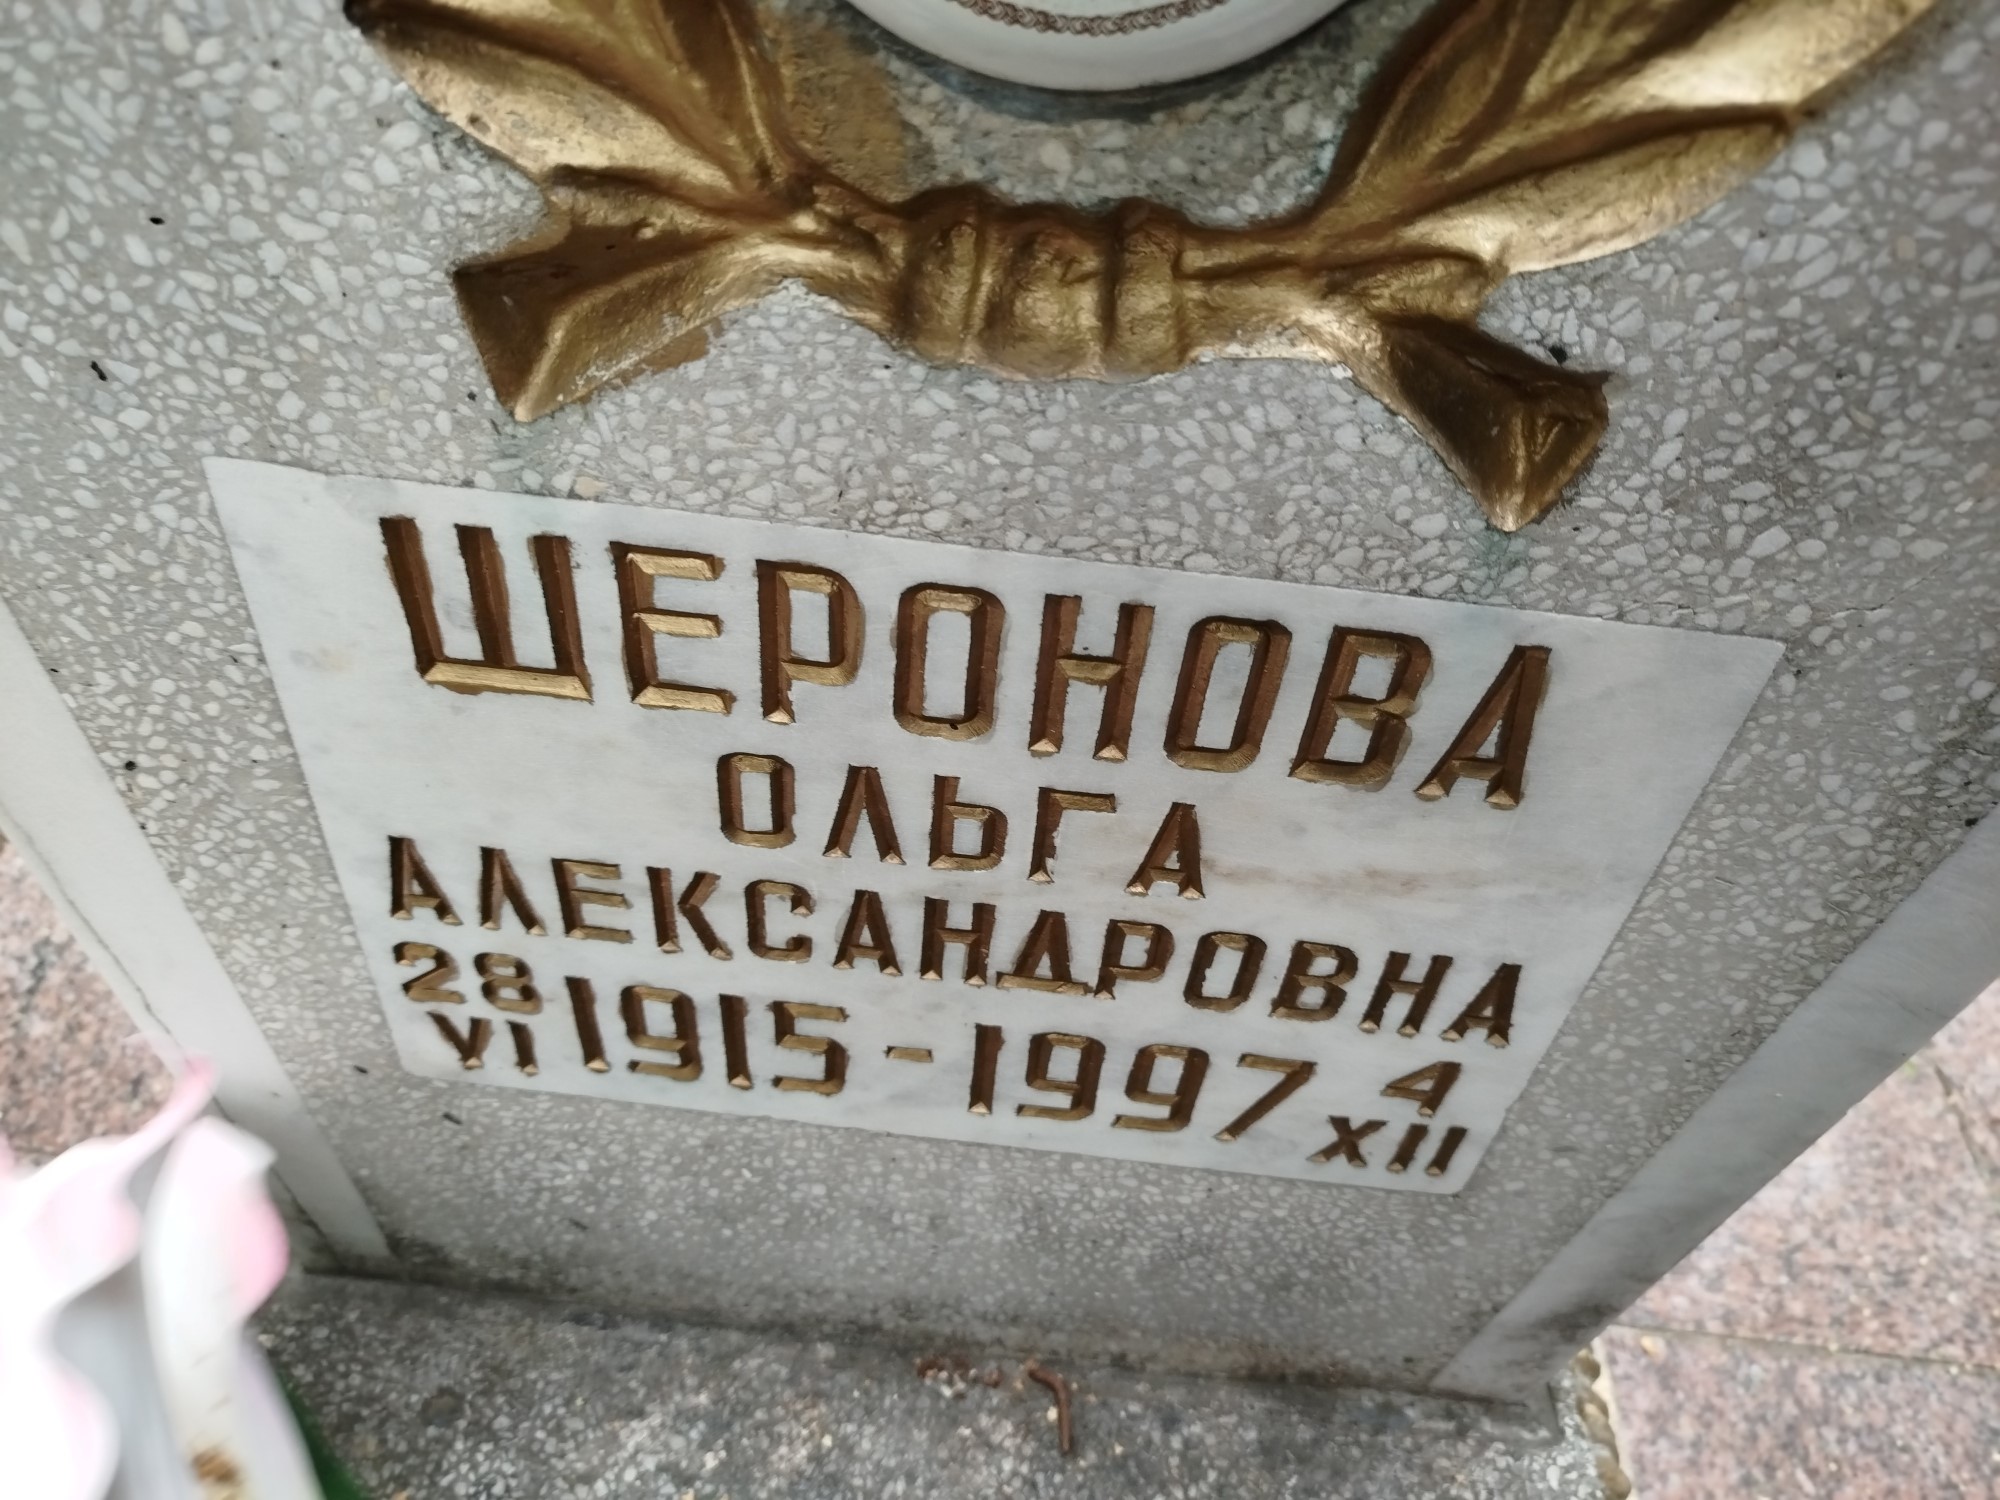 ШЕРОНОВА
ОЛЬГА
АЛЕКСАНДРОВНА
28 VI 1915 - 1997 4 XII